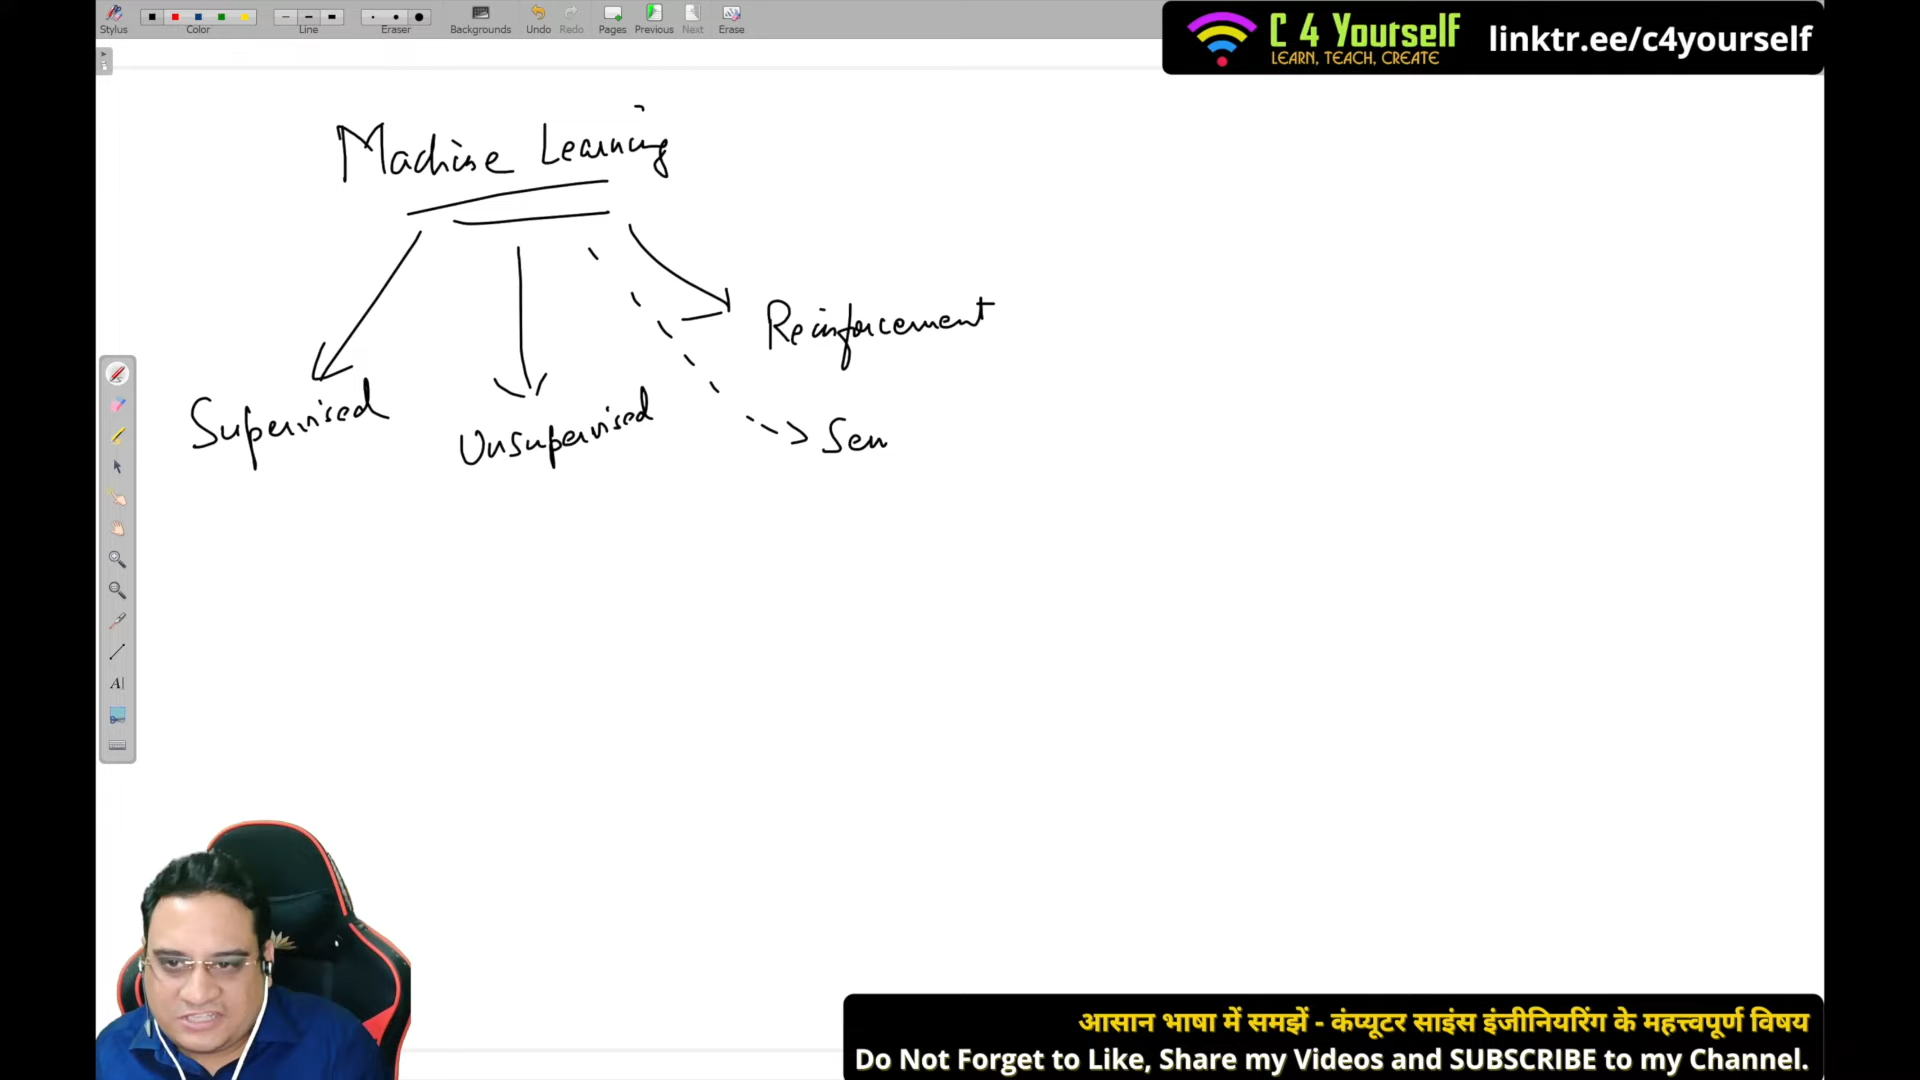 Stylus
Color
Line
Eraser
Backgrounds
Undo
Redo
Pages
Previous
Next
Erase
C 4 Yourself
LEARN, TEACH, CREATE
linktr.ee/c4yourself
Machine Learning
Reinforcement
Supervised
Unsupervised
Sem
आसान भाषा में समझें - कंप्यूटर साइंस इंजीनियरिंग के महत्त्वपूर्ण विषय
Do Not Forget to Like, Share my Videos and SUBSCRIBE to my Channel.